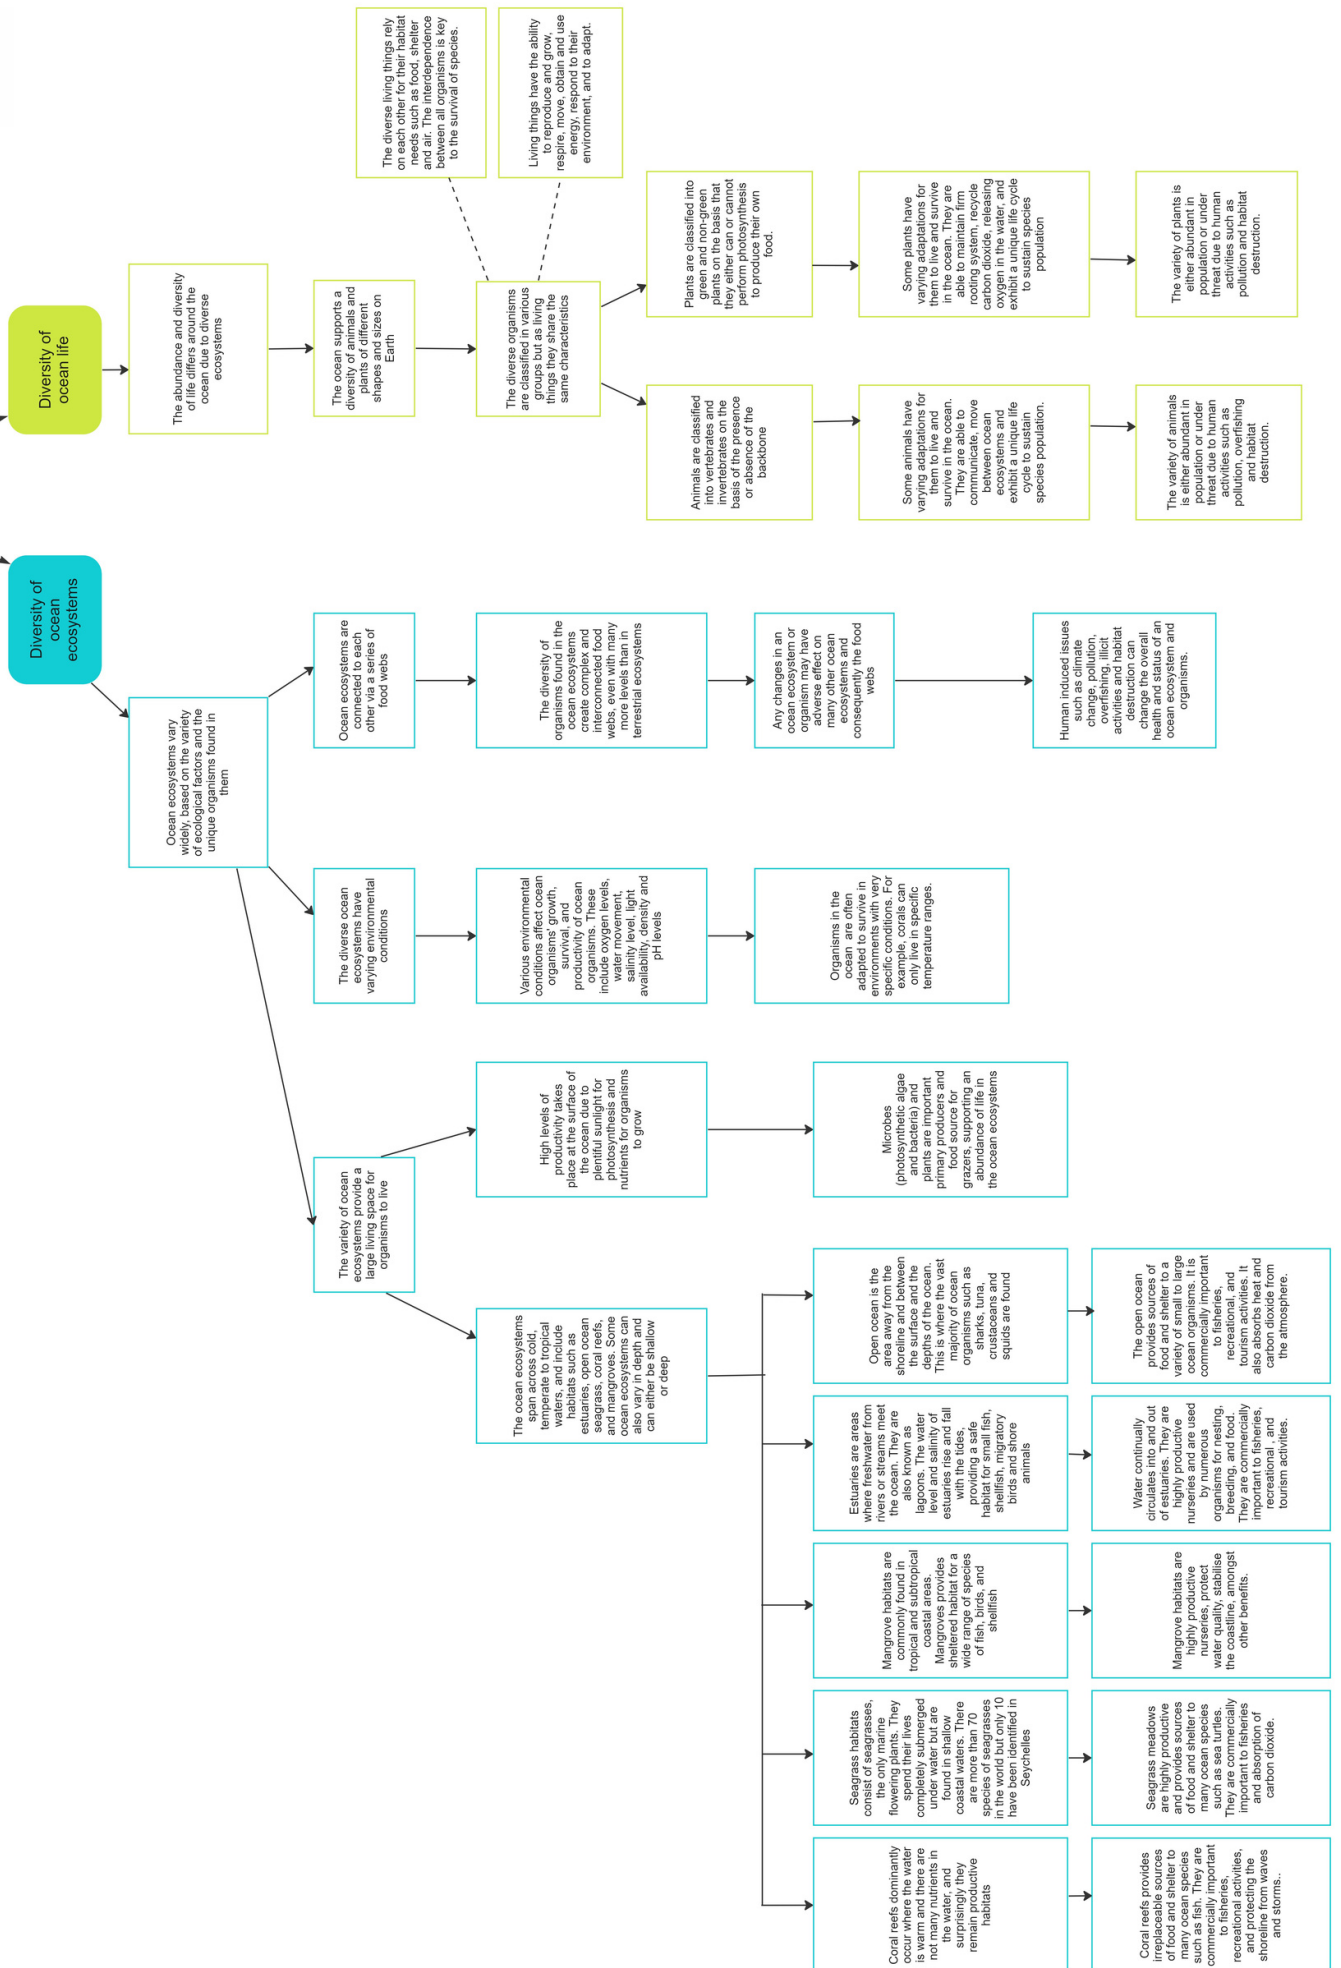 Diversity of
ocean
ecosystems
Ocean ecosystems vary
widely, based on the variety
of ecological factors and the
unique organisms found in
them
The variety of ocean
ecosystems provide a
large living space for
organisms to live
The diverse ocean
ecosystems have
varying environmental
conditions
Ocean ecosystems are
connected to each
other via a series of
food webs
The ocean ecosystems
span across cold,
temperate to tropical
waters, and include
habitats such as
estuaries, open ocean
seagrass, coral reefs,
and mangroves. Some
ocean ecosystems can
also vary in depth and
can either be shallow
or deep
High levels of
productivity takes
place at the surface of
the ocean due to
plentiful sunlight for
photosynthesis and
nutrients for organisms
to grow
Various environmental
conditions affect ocean
organisms' growth,
survival, and
productivity of ocean
organisms. These
include oxygen levels,
water movement,
salinity level, light
availability, density and
pH levels
The diversity of
organisms found in the
ocean ecosystems
create complex and
interconnected food
webs, even with many
more levels than in
terrestrial ecosystems
Organisms in the
ocean are often
adapted to survive in
environments with very
specific conditions. For
example, corals can
only live in specific
temperature ranges.
Any changes in an
ocean ecosystem or
organism may have
adverse effect on
many other ocean
ecosystems and
consequently the food
webs
Coral reefs dominantly
occur where the water
is warm and there are
not many nutrients in
the water, and
surprisingly they
remain productive
habitats
Seagrass habitats
consist of seagrasses,
the only marine
flowering plants. They
spend their lives
completely submerged
under water but are
found in shallow
coastal waters. There
are more than 70
species of seagrasses
in the world but only 10
have been identified in
Seychelles
Mangrove habitats are
commonly found in
tropical and subtropical
coastal areas.
Mangroves provides
sheltered habitat for a
wide range of species
of fish, birds, and
shellfish
Estuaries are areas
where freshwater from
rivers or streams meet
the ocean. They are
also known as
lagoons. The water
level and salinity of
estuaries rise and fall
with the tides,
providing a safe
habitat for small fish,
shellfish, migratory
birds and shore
animals
Open ocean is the
area away from the
shoreline and between
the surface and the
depths of the ocean.
This is where the vast
majority of ocean
organisms such as
sharks, tuna,
crustaceans and
squids are found
Microbes
(photosynthetic algae
and bacteria) and
plants are important
primary producers and
food source for
grazers, supporting an
abundance of life in
the ocean ecosystems
Human induced issues
such as climate
change, pollution,
overfishing, illicit
activities and habitat
destruction can
change the overall
health and status of an
ocean ecosystem and
organisms.
Coral reefs provides
irreplaceable sources
of food and shelter to
many ocean species
such as fish. They are
commercially important
to fisheries,
recreational activities,
and protecting the
shoreline from waves
and storms..
Seagrass meadows
are highly productive
and provides sources
of food and shelter to
many ocean species
such as sea turtles.
They are commercially
important to fisheries
and absorption of
carbon dioxide.
Mangrove habitats are
highly productive
nurseries, protect
water quality, stabilise
the coastline, amongst
other benefits.
Water continually
circulates into and out
of estuaries. They are
highly productive
nurseries and are used
by numerous
organisms for nesting,
breeding, and food.
They are commercially
important to fisheries,
recreational , and
tourism activities.
The open ocean
provides sources of
food and shelter to a
variety of small to large
ocean organisms. It is
commercially important
to fisheries,
recreational, and
tourism activities. It
also absorbs heat and
carbon dioxide from
the atmosphere.
Diversity of
ocean life
The abundance and diversity
of life differs around the
ocean due to diverse
ecosystems
The ocean supports a
diversity of animals and
plants of different
shapes and sizes on
Earth
The diverse organisms
are classified in various
groups but as living
things they share the
same characteristics
The diverse living things rely
on each other for their habitat
needs such as food, shelter
and air. The interdependence
between all organisms is key
to the survival of species.
Living things have the ability
to reproduce and grow,
respire, move, obtain and use
energy, respond to their
environment, and to adapt.
Animals are classified
into vertebrates and
invertebrates on the
basis of the presence
or absence of the
backbone
Plants are classified into
green and non-green
plants on the basis that
they either can or cannot
perform photosynthesis
to produce their own
food.
Some animals have
varying adaptations for
them to live and
survive in the ocean.
They are able to
communicate, move
between ocean
ecosystems and
exhibit a unique life
cycle to sustain
species population.
Some plants have
varying adaptations for
them to live and survive
in the ocean. They are
able to maintain firm
rooting system, recycle
carbon dioxide, releasing
oxygen in the water, and
exhibit a unique life cycle
to sustain species
population
The variety of animals
is either abundant in
population or under
threat due to human
activities such as
pollution, overfishing
and habitat
destruction.
The variety of plants is
either abundant in
population or under
threat due to human
activities such as
pollution and habitat
destruction.